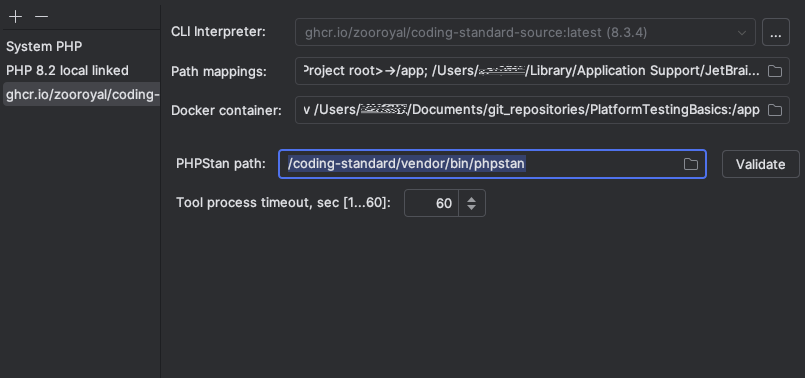 System PHP
PHP 8.2 local linked
ghcr.io/zooroyal/coding-
CLI Interpreter: ghcr.io/zooroyal/coding-standard-source:latest (8.3.4) ...
Path mappings: Project root>→/app; /Users/ /Library/Application Support/JetBrai...
Docker container: v /Users/ /Documents/git_repositories/PlatformTestingBasics:/app
PHPStan path: /coding-standard/vendor/bin/phpstan Validate
Tool process timeout, sec [1...60]: 60